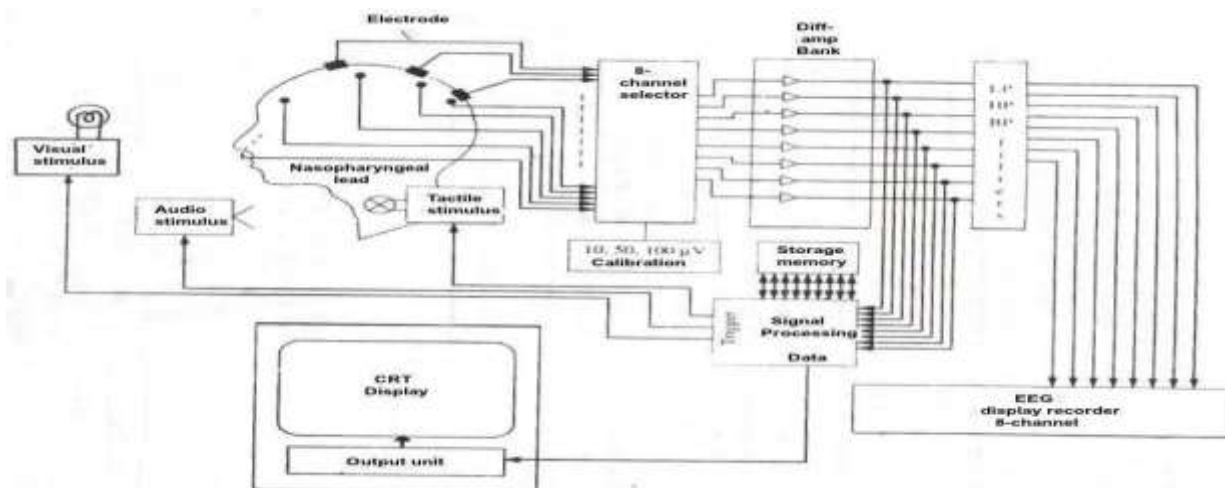 Electrode
Diff-
amp
Bank
8-
channel
selector
LP
HP
BP
Visual
stimulus
Nasopharyngeal
lead
Tactile
stimulus
Audio
stimulus
10, 50, 100 µV
Calibration
Storage
memory
Trigger
Signal
Processing
Data
CRT
Display
Output unit
EEG
display recorder
8-channel